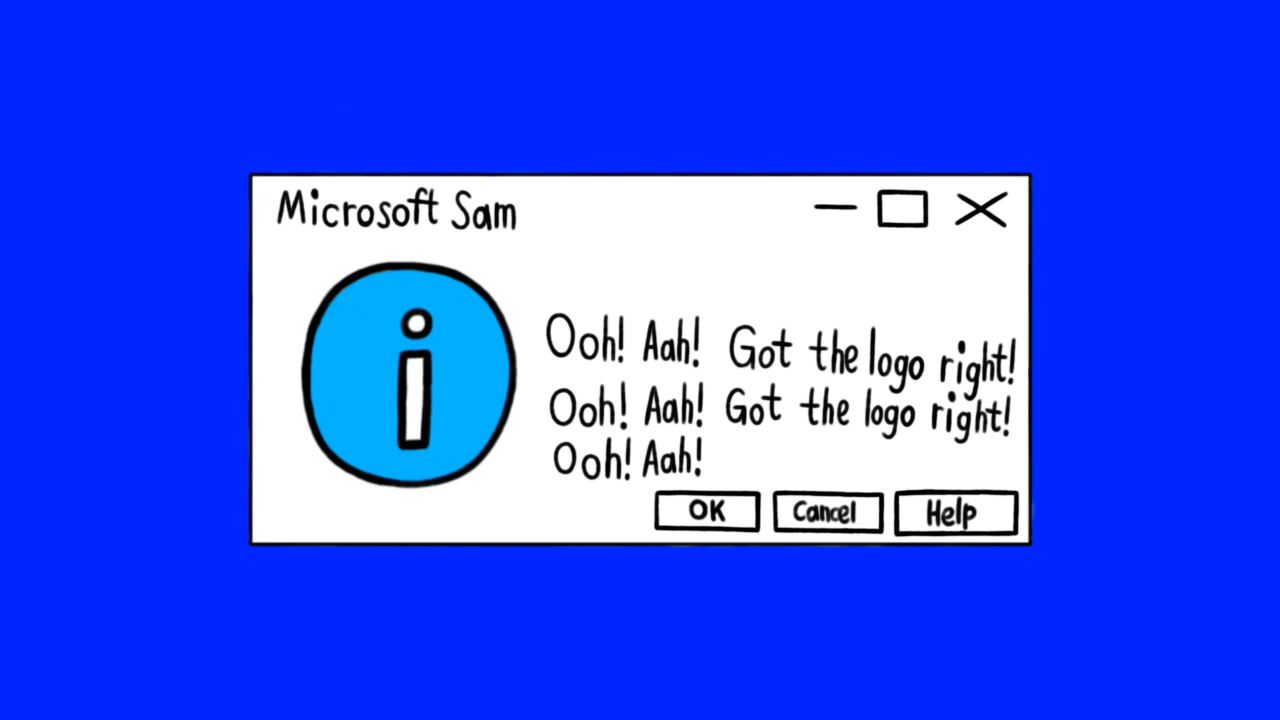 Microsoft Sam
i
Ooh! Aah! Got the logo right!
Ooh! Aah! Got the logo right!
Ooh! Aah!
OK Cancel Help